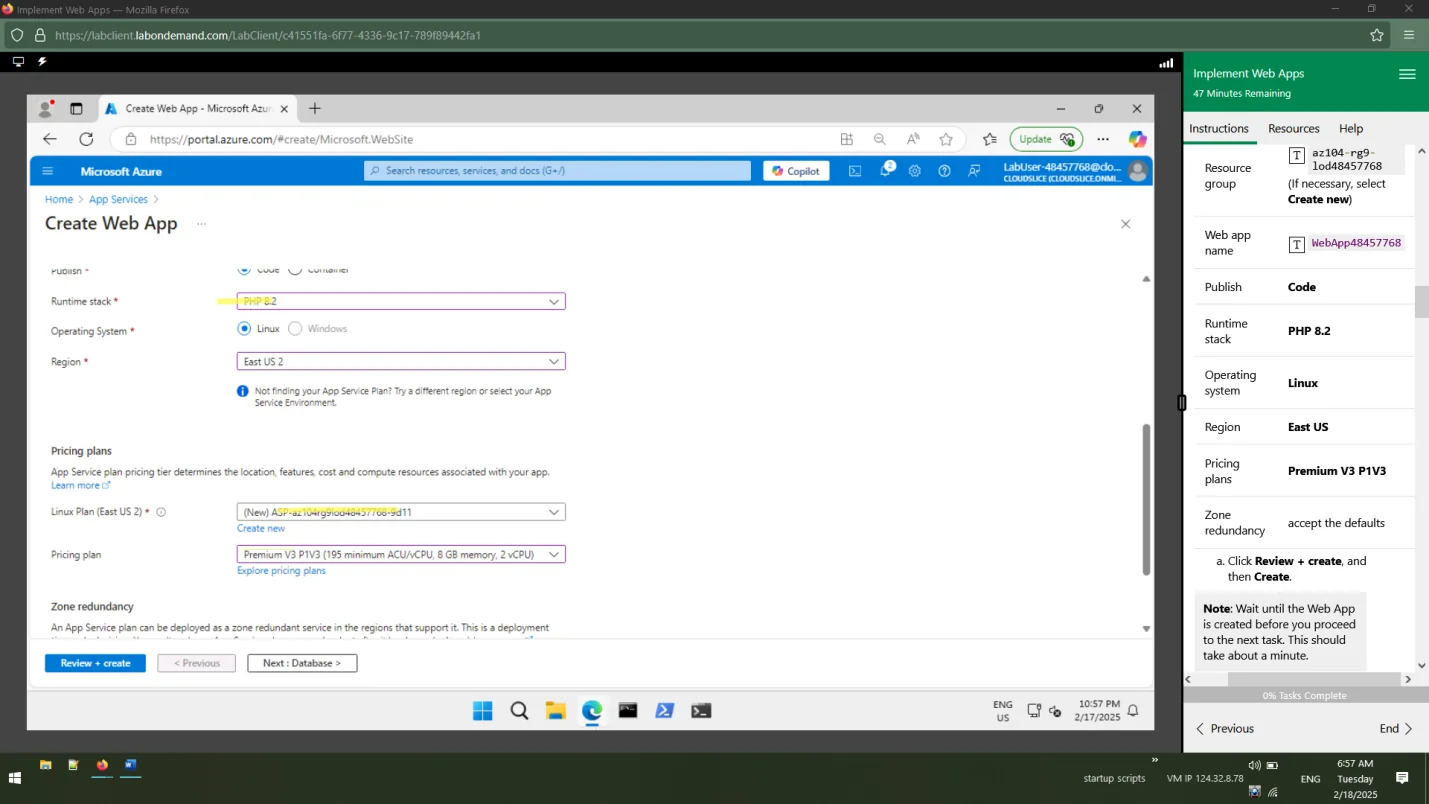 Implement Web Apps — Mozilla Firefox
https://labclient.labondemand.com/LabClient/c41551fa-6f77-4336-9c17-789f89442fa1
Create Web App - Microsoft Azur
https://portal.azure.com/#create/Microsoft.WebSite
Update
Microsoft Azure
Search resources, services, and docs (G+/)
Copilot
2
LabUser-48457768@clo...
CLOUDSLICE (CLOUDSLICE.ONMI...
Home > App Services >
Create Web App
...
Publish *
Code
Container
Runtime stack *
PHP 8.2
Operating System *
Linux
Windows
Region *
East US 2
Not finding your App Service Plan? Try a different region or select your App
Service Environment.
Pricing plans
App Service plan pricing tier determines the location, features, cost and compute resources associated with your app.
Learn more
Linux Plan (East US 2) *
(New) ASP-az104rg9lod48457768-9d11
Create new
Pricing plan
Premium V3 P1V3 (195 minimum ACU/vCPU, 8 GB memory, 2 vCPU)
Explore pricing plans
Zone redundancy
An App Service plan can be deployed as a zone redundant service in the regions that support it. This is a deployment
Review + create
< Previous
Next : Database >
ENG
US
10:57 PM
2/17/2025
Implement Web Apps
47 Minutes Remaining
Instructions
Resources
Help
Resource
group
T
az104-rg9-
lod48457768
(If necessary, select
Create new)
Web app
name
T
WebApp48457768
Publish
Code
Runtime
stack
PHP 8.2
Operating
system
Linux
Region
East US
Pricing
plans
Premium V3 P1V3
Zone
redundancy
accept the defaults
a. Click Review + create, and
then Create.
Note: Wait until the Web App
is created before you proceed
to the next task. This should
take about a minute.
0% Tasks Complete
Previous
End
startup scripts
VM IP 124.32.8.78
ENG
6:57 AM
Tuesday
2/18/2025